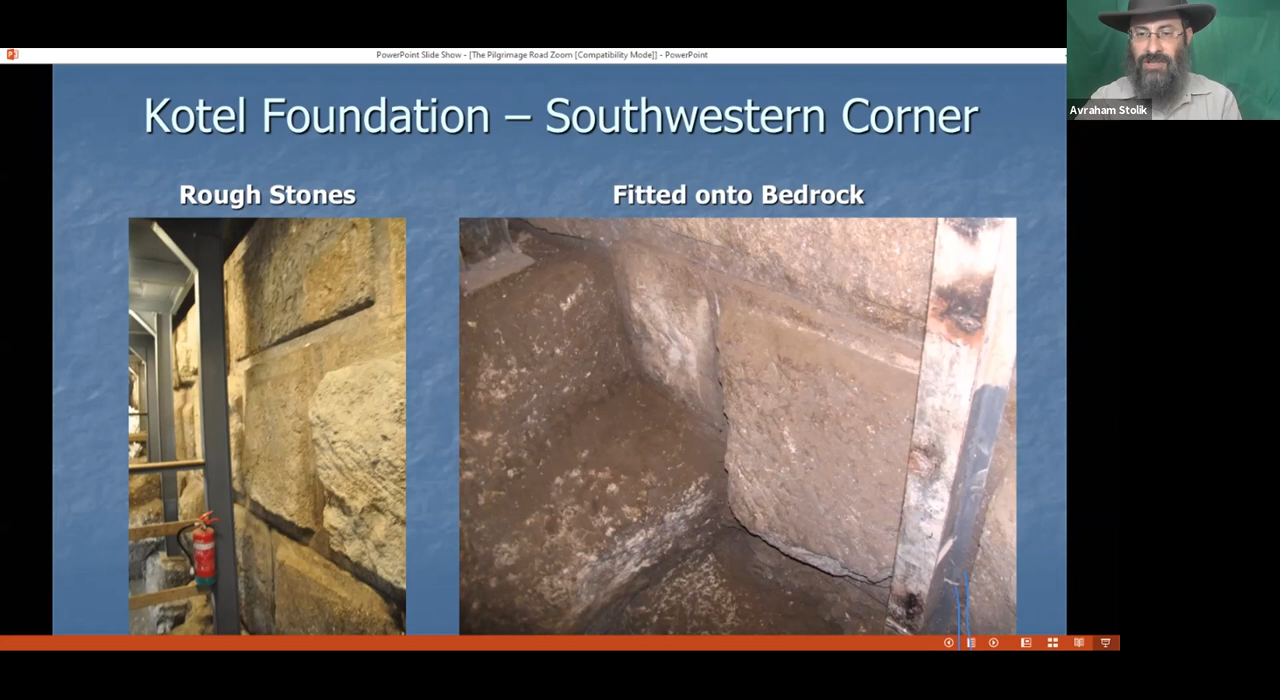 PowerPoint Slide Show - [The Pilgrimage Road Zoom [Compatibility Mode]] - PowerPoint
Kotel Foundation – Southwestern Corner
Rough Stones
Fitted onto Bedrock
Avraham Stolik